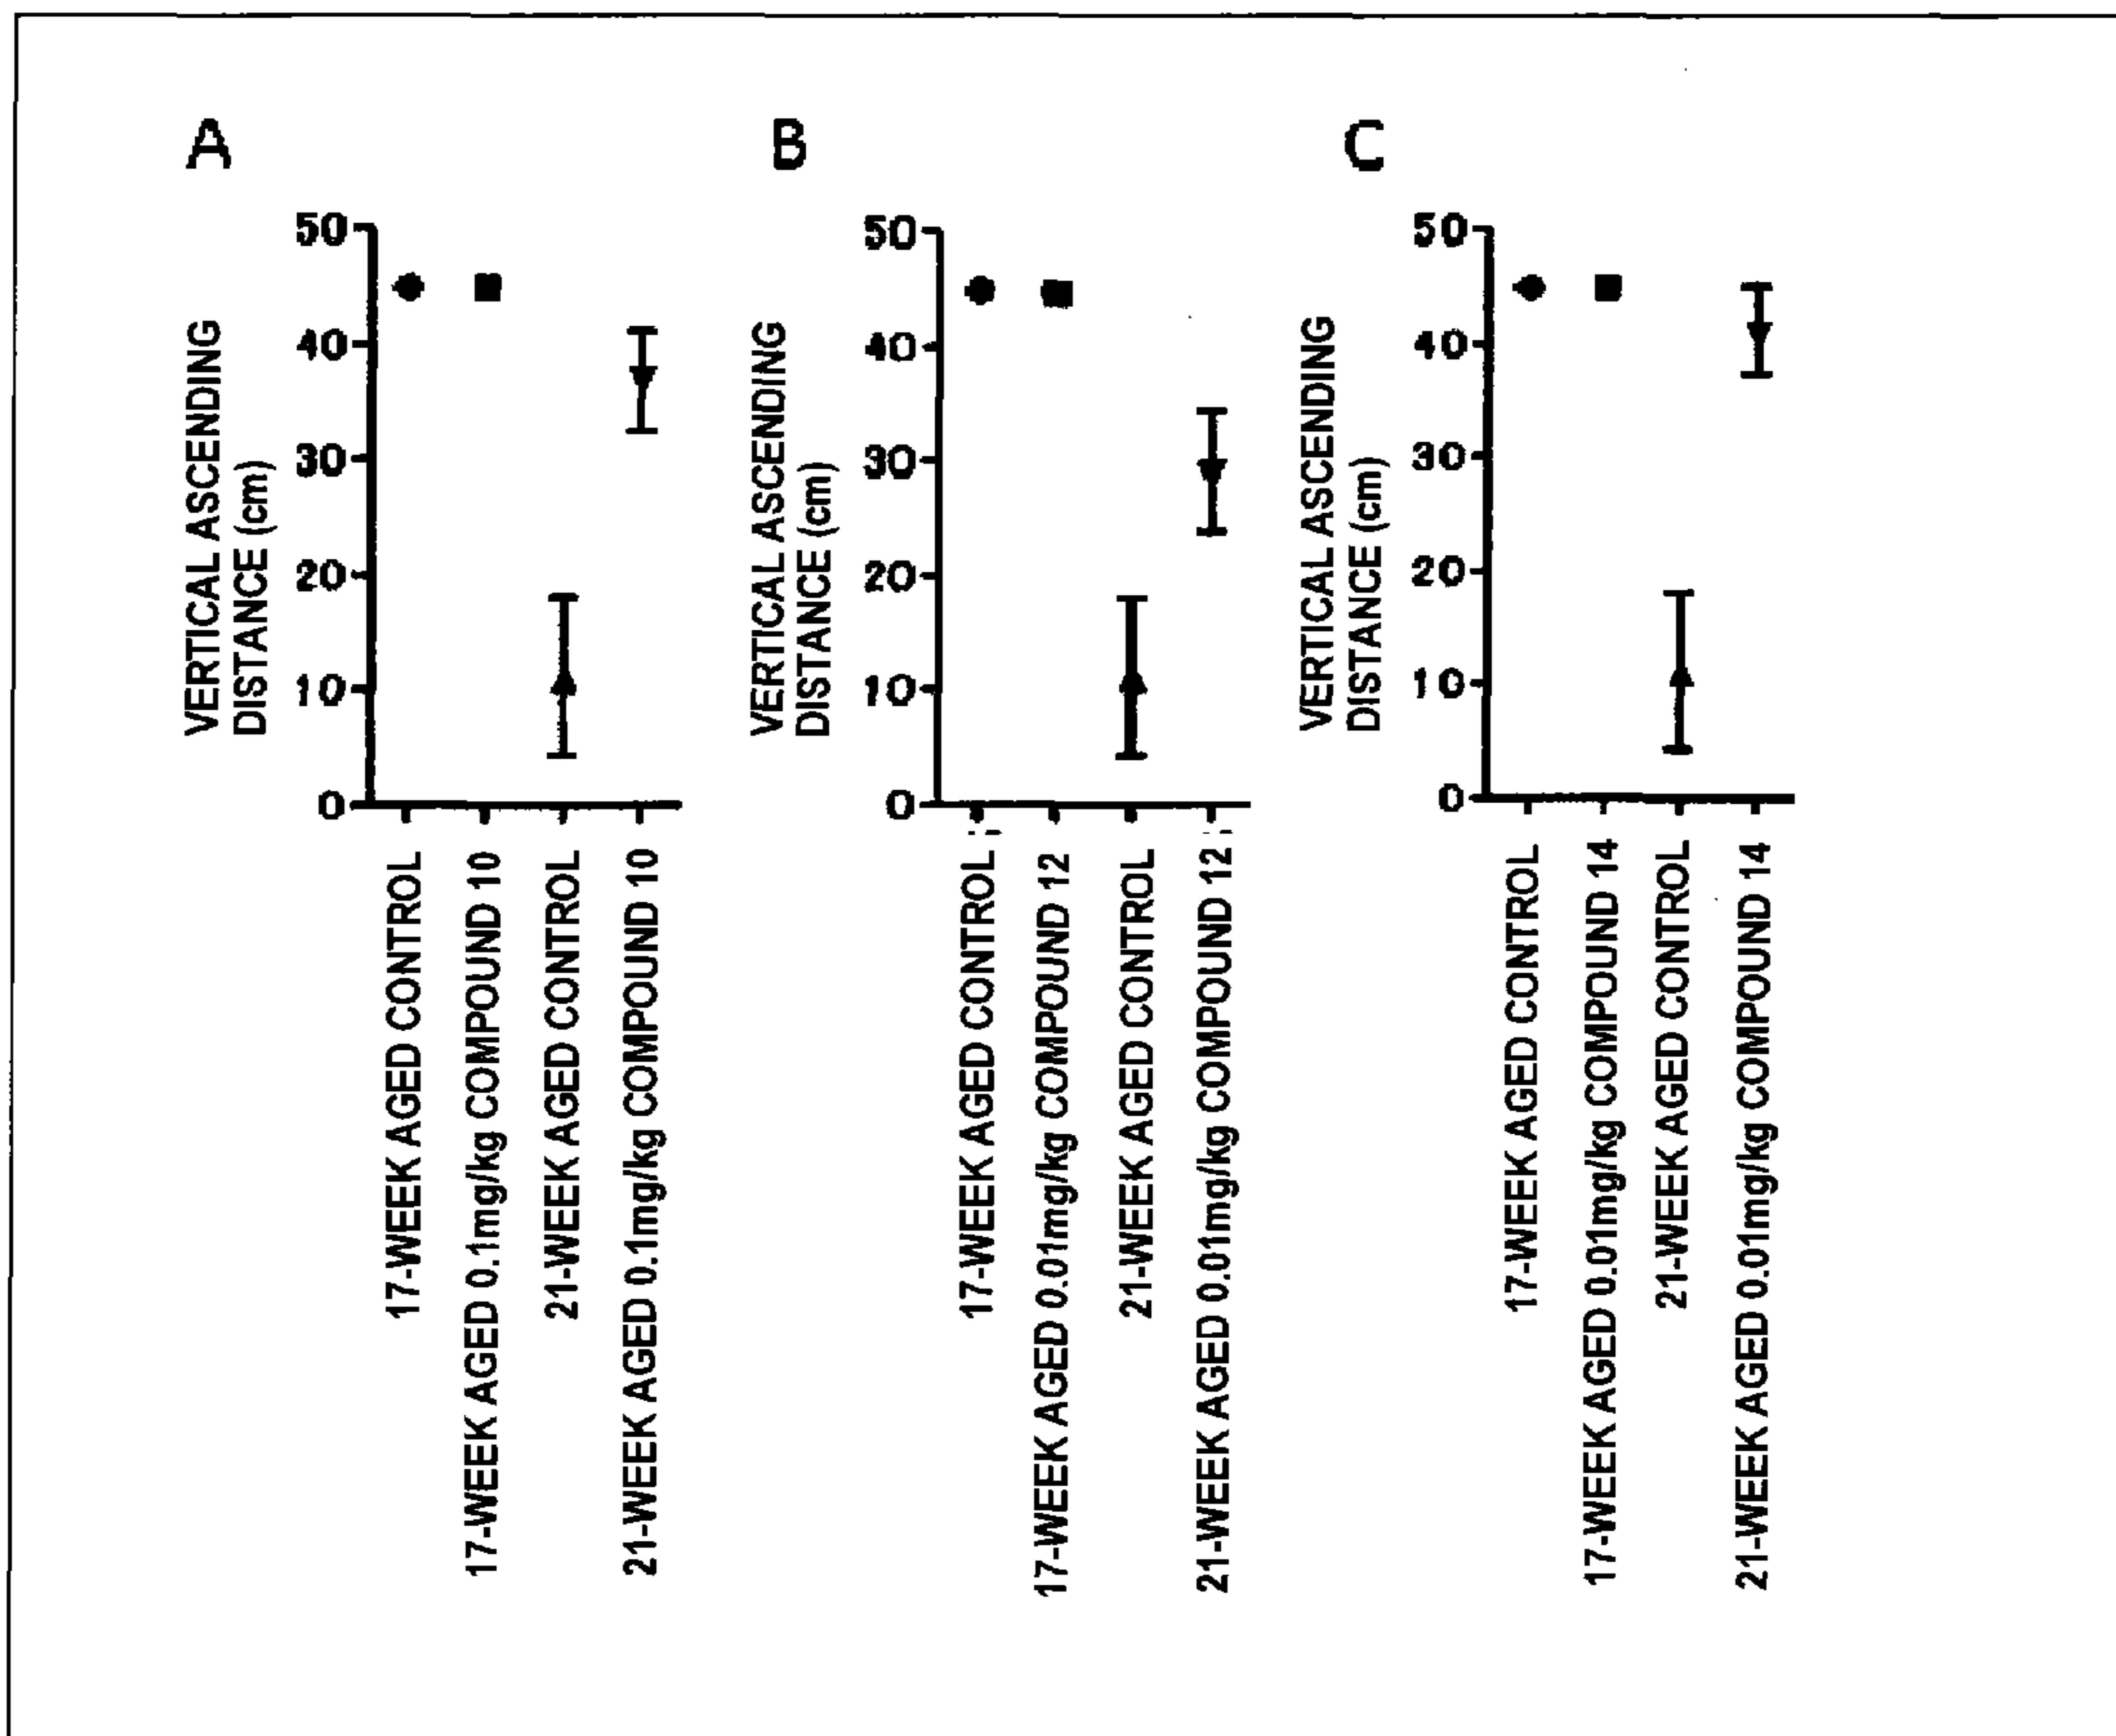 A
B
C
VERTICAL ASCENDING
DISTANCE (cm)
50
40
30
20
10
0
17-WEEK AGED CONTROL
17-WEEK AGED 0.1mg/kg COMPOUND 10
21-WEEK AGED CONTROL
21-WEEK AGED 0.1mg/kg COMPOUND 10
VERTICAL ASCENDING
DISTANCE (cm)
50
40
30
20
10
0
17-WEEK AGED CONTROL
17-WEEK AGED 0.01mg/kg COMPOUND 12
21-WEEK AGED CONTROL
21-WEEK AGED 0.01mg/kg COMPOUND 12
VERTICAL ASCENDING
DISTANCE (cm)
50
40
30
20
10
0
17-WEEK AGED CONTROL
17-WEEK AGED 0.01mg/kg COMPOUND 14
21-WEEK AGED CONTROL
21-WEEK AGED 0.01mg/kg COMPOUND 14